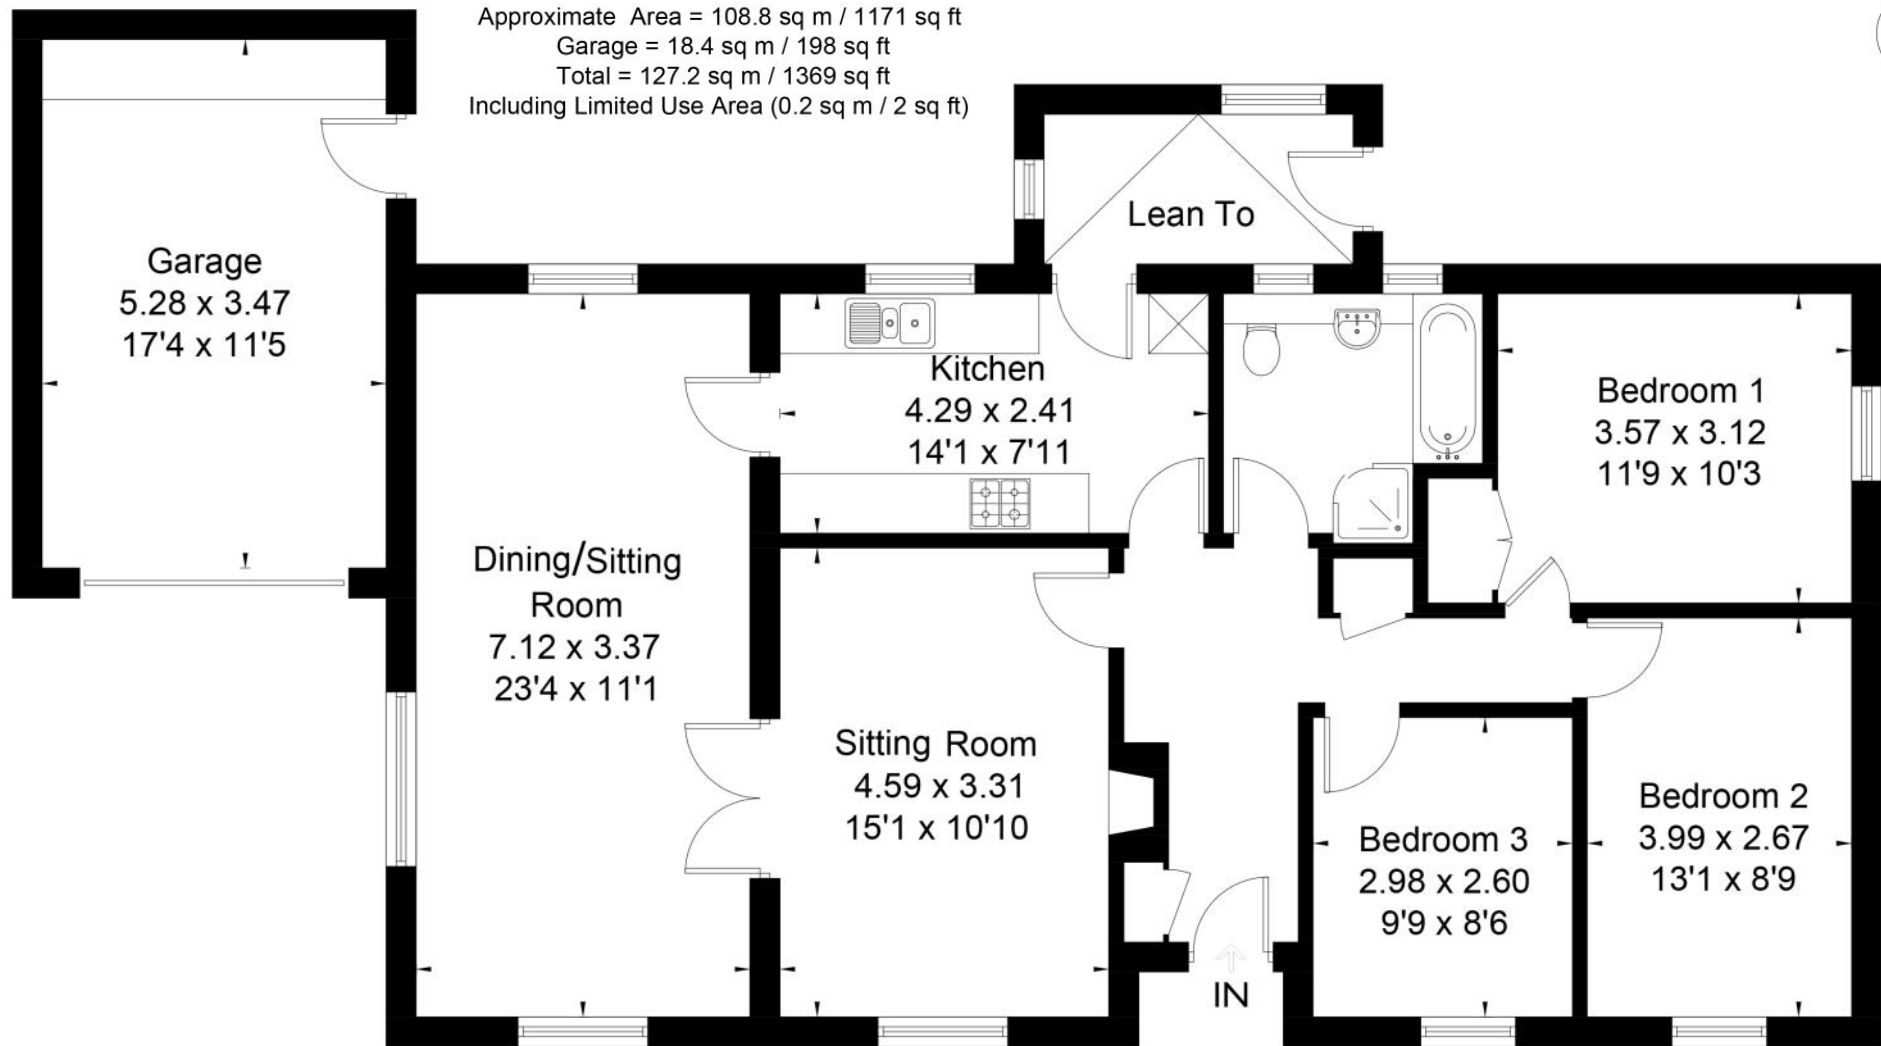 Approximate Area = 108.8 sq m / 1171 sq ft
Garage = 18.4 sq m / 198 sq ft
Total = 127.2 sq m / 1369 sq ft
Including Limited Use Area (0.2 sq m / 2 sq ft)
Lean To
Garage
5.28 x 3.47
17'4 x 11'5
Kitchen
4.29 x 2.41
14'1 x 7'11
Bedroom 1
3.57 x 3.12
11'9 x 10'3
Dining/Sitting
Room
7.12 x 3.37
23'4 x 11'1
Sitting Room
4.59 x 3.31
15'1 x 10'10
Bedroom 3
2.98 x 2.60
9'9 x 8'6
Bedroom 2
3.99 x 2.67
13'1 x 8'9
IN